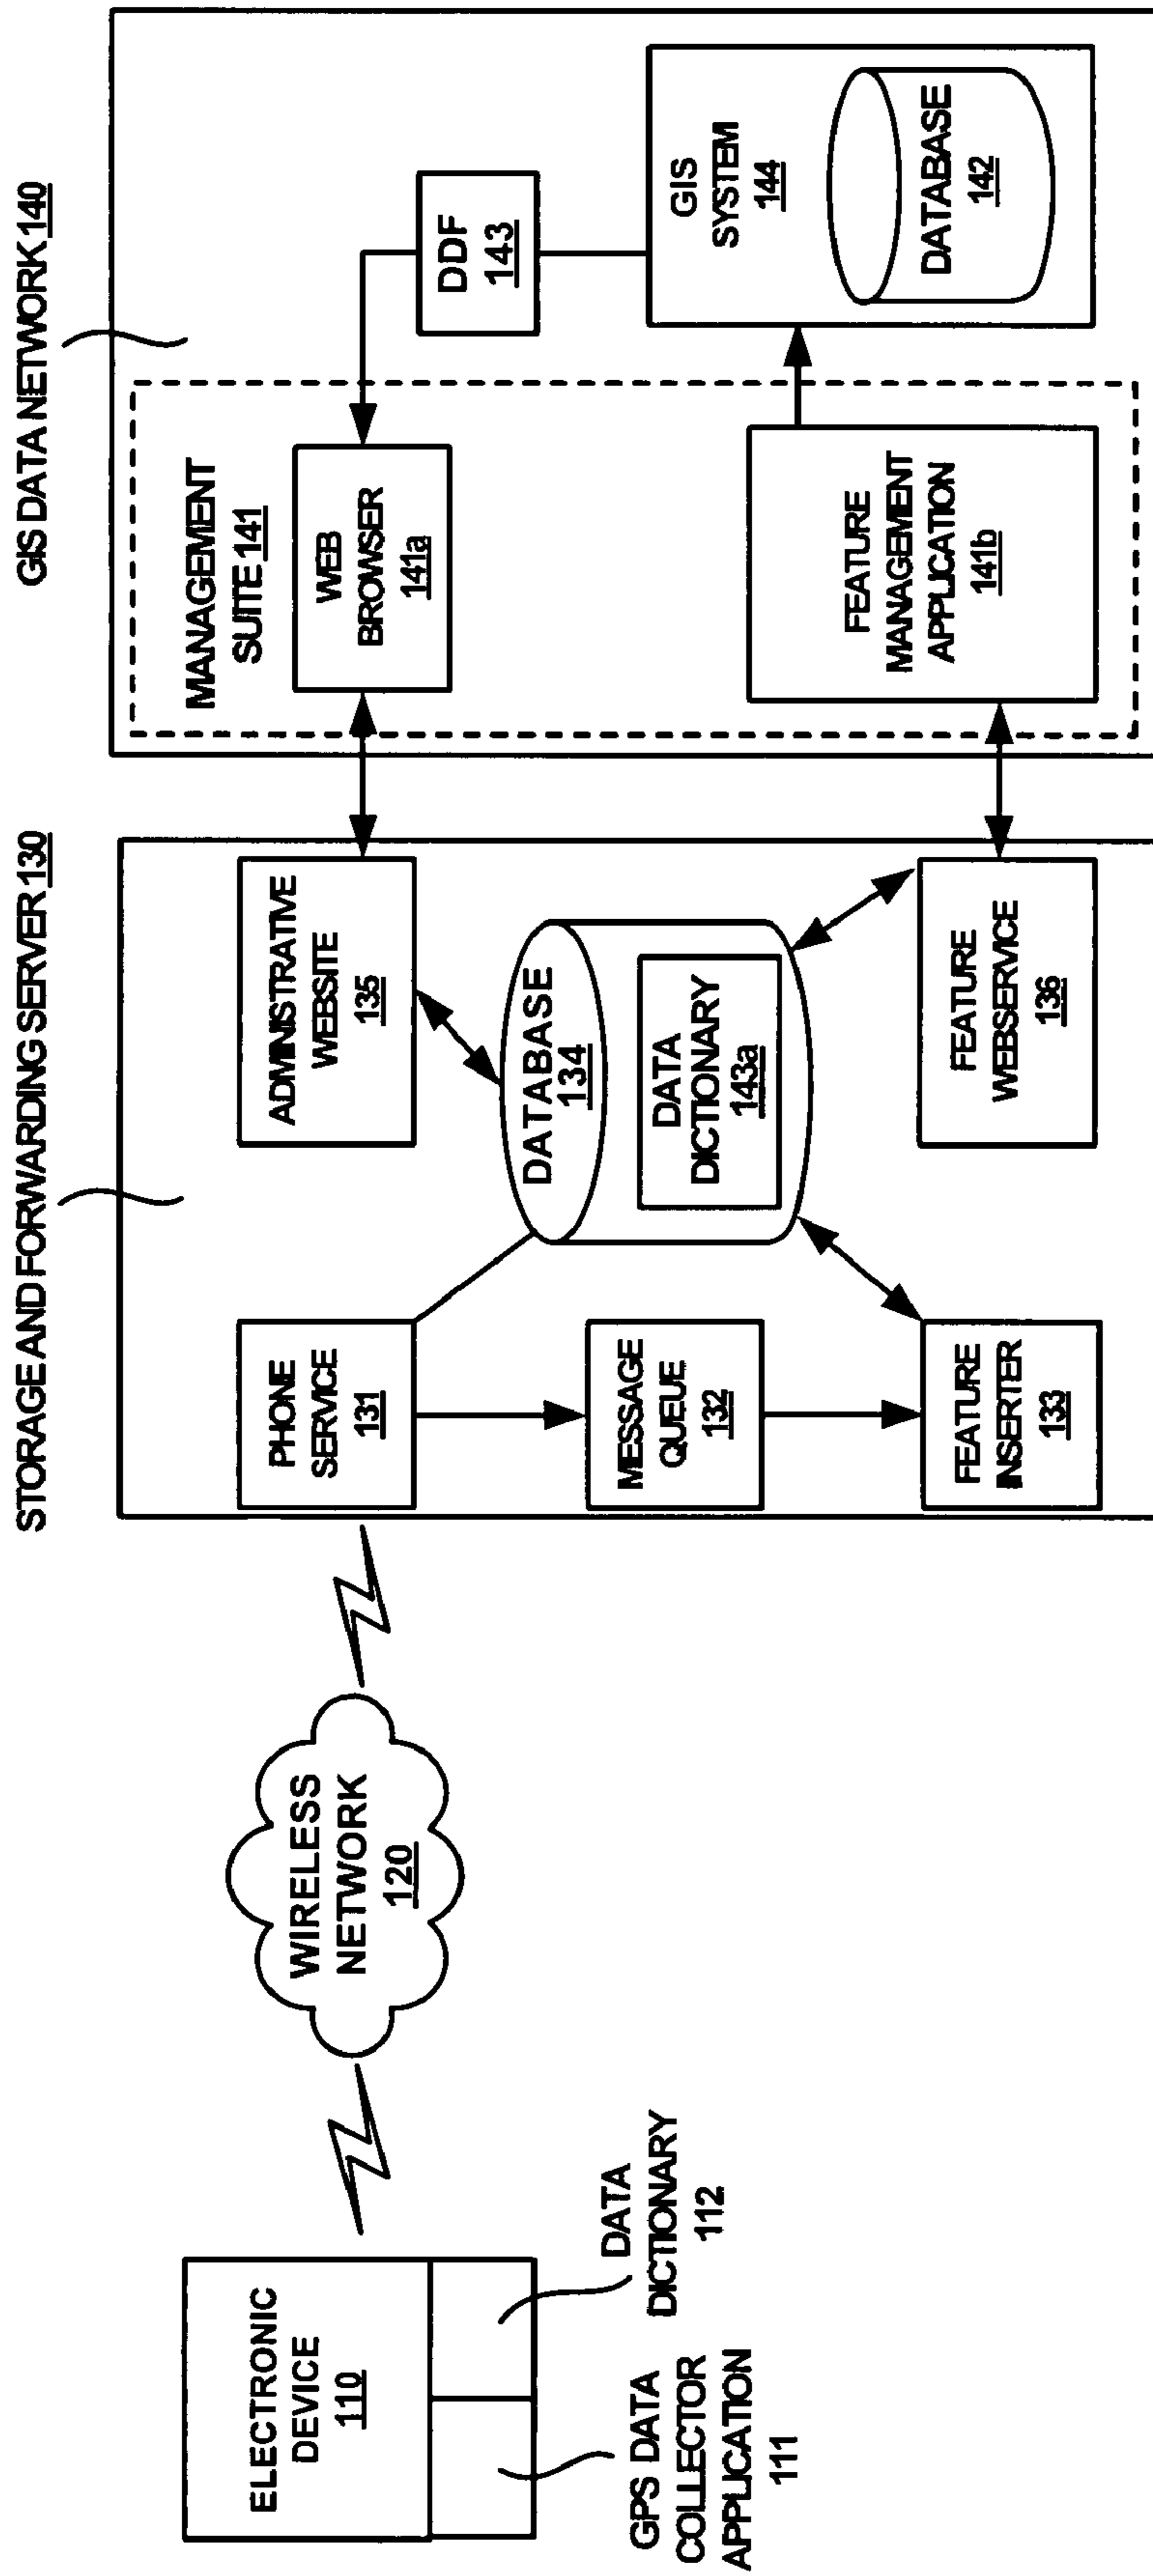 ELECTRONIC
DEVICE
110
GPS DATA
COLLECTOR
APPLICATION
111
DATA
DICTIONARY
112
WIRELESS
NETWORK
120
STORAGE AND FORWARDING SERVER 130
PHONE
SERVICE
131
MESSAGE
QUEUE
132
FEATURE
INSERTER
133
DATABASE
134
DATA
DICTIONARY
143a
ADMINISTRATIVE
WEBSITE
135
FEATURE
WEBSERVICE
136
GIS DATA NETWORK 140
MANAGEMENT
SUITE 141
WEB
BROWSER
141a
FEATURE
MANAGEMENT
APPLICATION
141b
DDF
143
GIS
SYSTEM
144
DATABASE
142